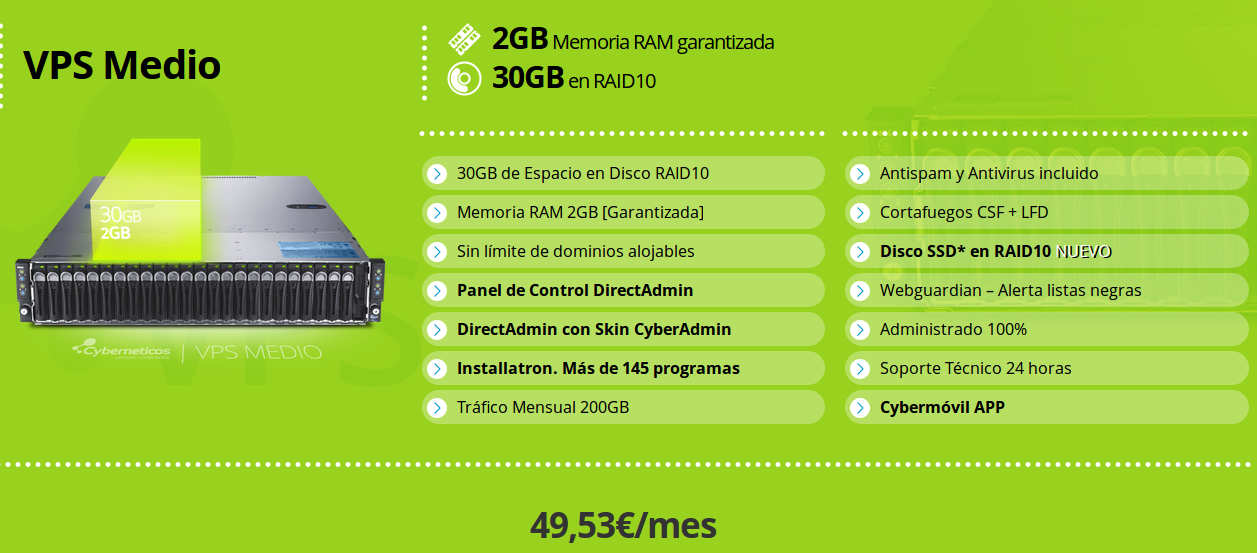 VPS Medio
2GB Memoria RAM garantizada
30GB en RAID10
30GB
2GB
Cyberneticos | VPS MEDIO
30GB de Espacio en Disco RAID10
Memoria RAM 2GB [Garantizada]
Sin límite de dominios alojables
Panel de Control DirectAdmin
DirectAdmin con Skin CyberAdmin
Installatron. Más de 145 programas
Tráfico Mensual 200GB
Antispam y Antivirus incluido
Cortafuegos CSF + LFD
Disco SSD* en RAID10 NUEVO
Webguardian – Alerta listas negras
Administrado 100%
Soporte Técnico 24 horas
Cybermóvil APP
49,53€/mes